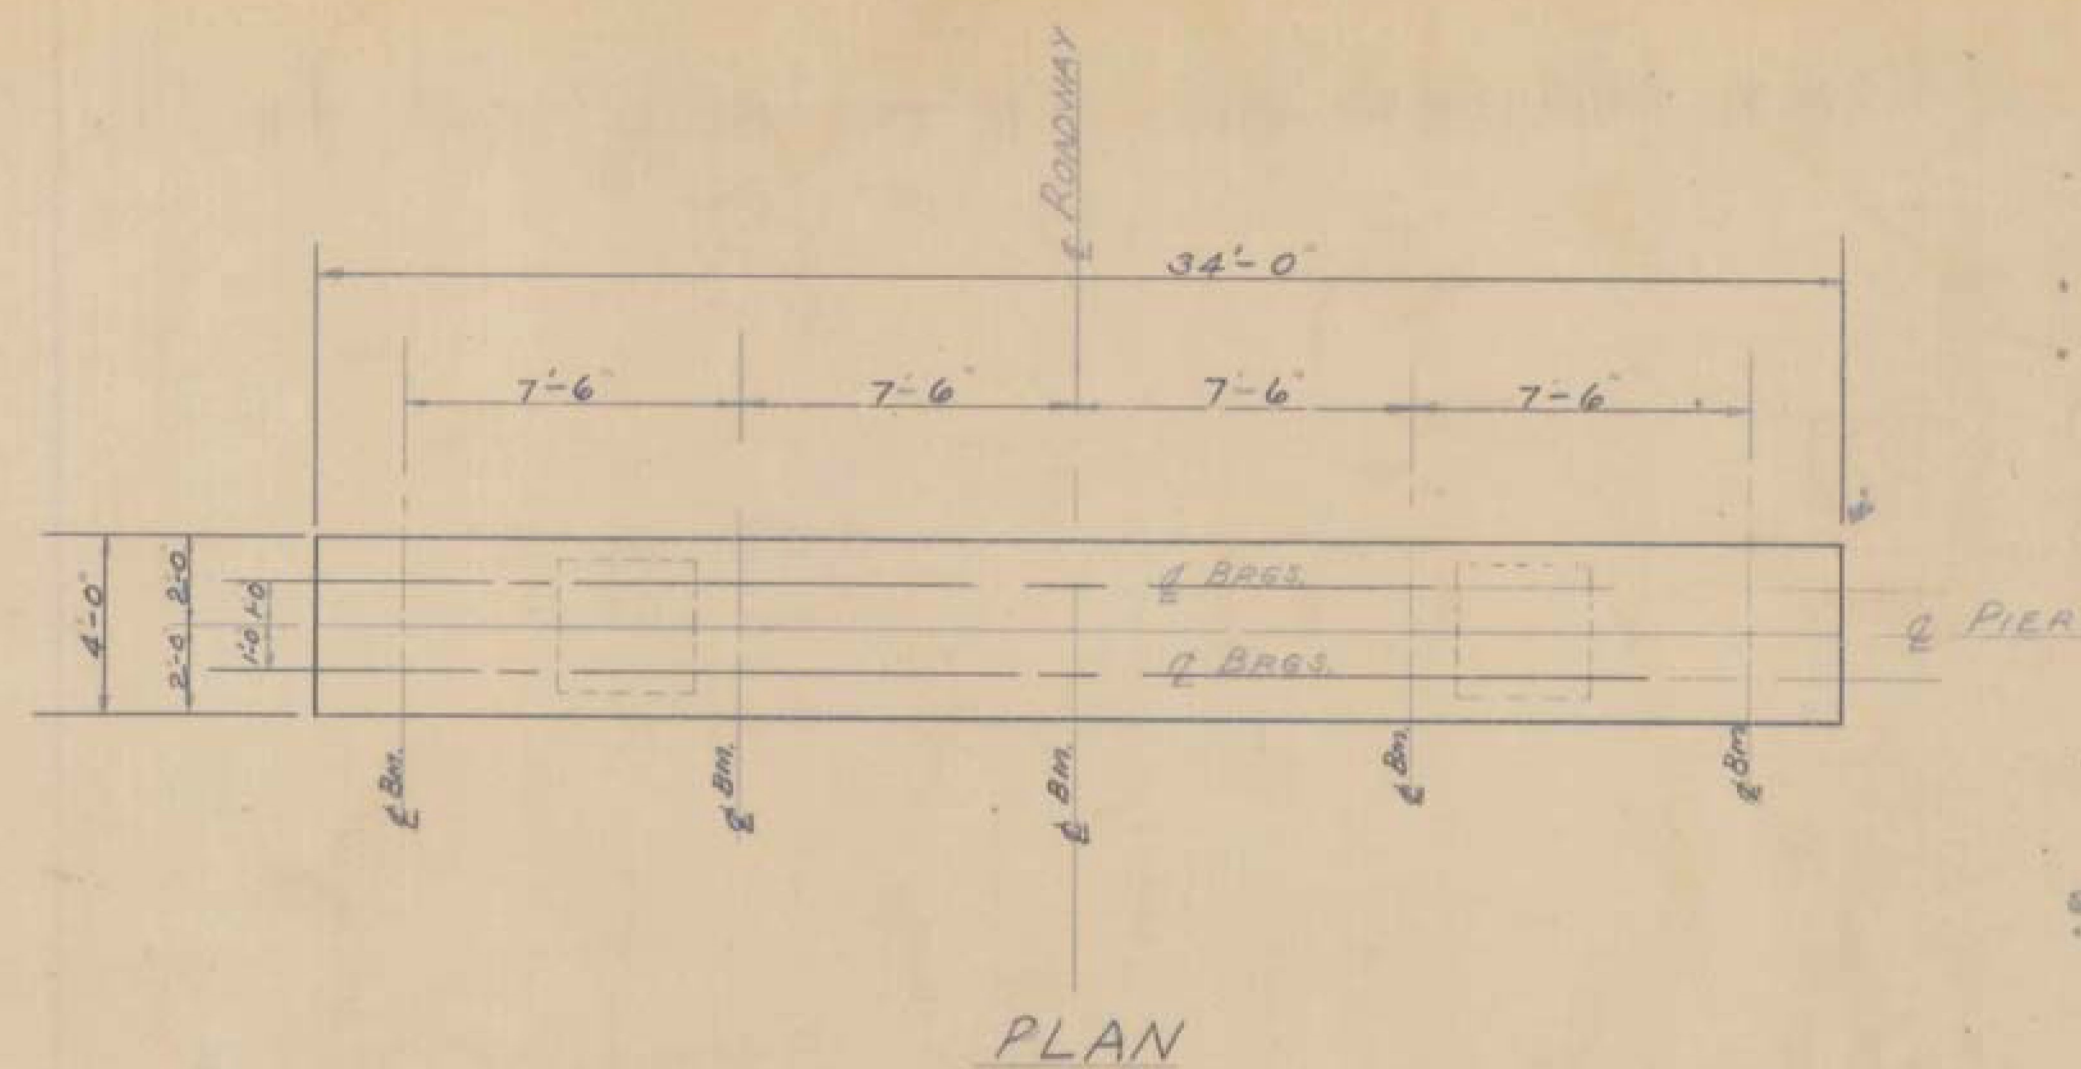 ℄ ROADWAY
34'-0"
7'-6" 7'-6" 7'-6" 7'-6"
4'-0"
2'-0" 2'-0"
1'-0 1'-0
℄ BRGS.
℄ PIER
℄ BRGS.
℄ Bm. ℄ Bm. ℄ Bm. ℄ Bm. ℄ Bm.
PLAN